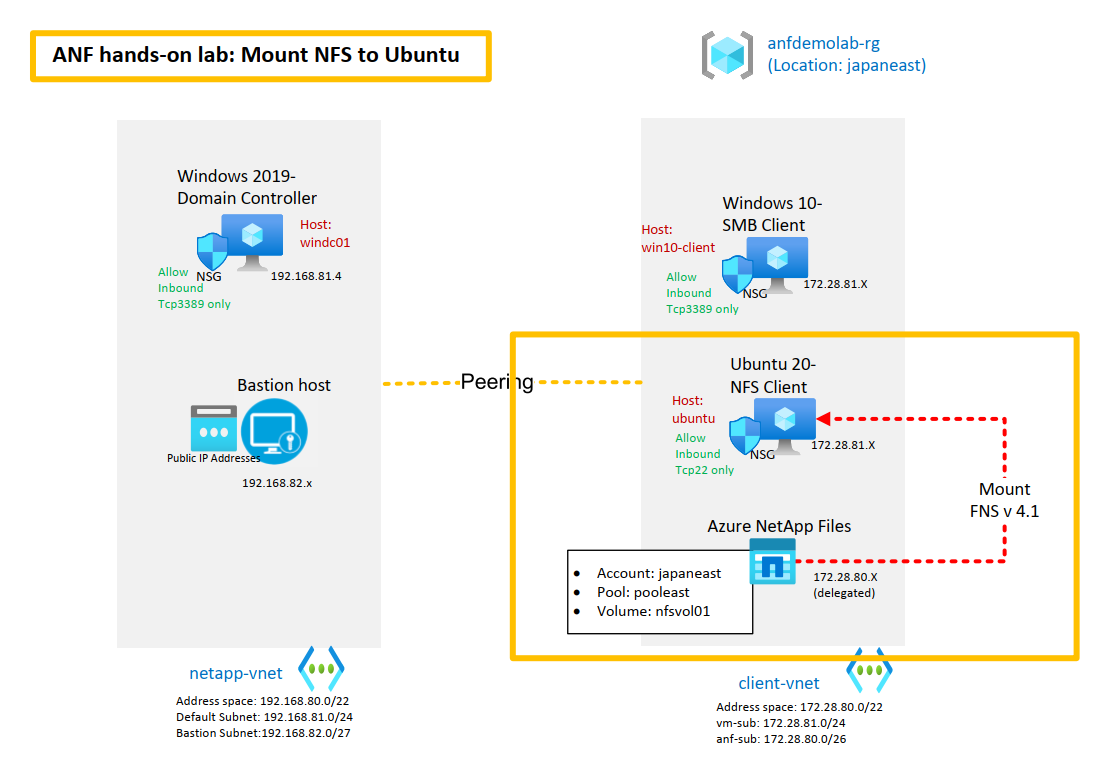 ANF hands-on lab: Mount NFS to Ubuntu
anfdemolab-rg
(Location: japaneast)
Windows 2019-
Domain Controller
Host:
windc01
NSG
192.168.81.4
Allow
Inbound
Tcp3389 only
Bastion host
Public IP Addresses
192.168.82.x
netapp-vnet
Address space: 192.168.80.0/22
Default Subnet: 192.168.81.0/24
Bastion Subnet:192.168.82.0/27
Peering
Windows 10-
SMB Client
Host:
win10-client
NSG
172.28.81.X
Allow
Inbound
Tcp3389 only
Ubuntu 20-
NFS Client
Host:
ubuntu
NSG
172.28.81.X
Allow
Inbound
Tcp22 only
Mount
FNS v 4.1
Azure NetApp Files
• Account: japaneast
• Pool: pooleast
• Volume: nfsvol01
172.28.80.X
(delegated)
client-vnet
Address space: 172.28.80.0/22
vm-sub: 172.28.81.0/24
anf-sub: 172.28.80.0/26